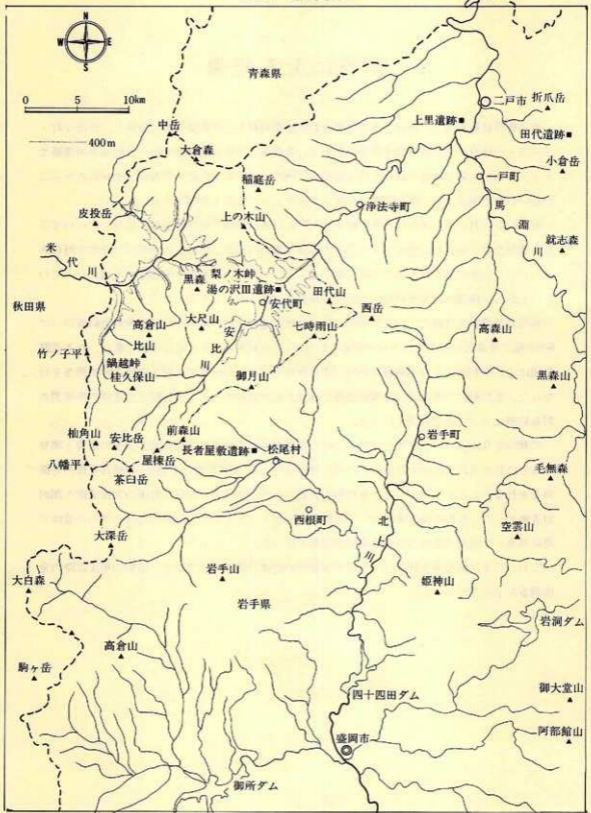 N
W
E
S
青森県
0 5 10km
400m
二戸市
折爪岳
上里遺跡
田代遺跡
中岳
大倉森
小倉岳
稲庭岳
一戸町
浄法寺町
馬淵川
皮投岳
上の木山
就志森
米代川
梨ノ木峠
黒森
湯の沢Ⅲ遺跡
田代山
安代町
西岳
秋田県
高倉山
大尺山
安比川
七時雨山
高森山
竹ノ子平
比山
鍋越峠
桂久保山
御月山
黒森山
杣角山
安比岳
前森山
岩手町
長者屋敷遺跡
松尾村
八幡平
屋棟岳
毛無森
茶臼岳
西根町
北上川
空雲山
大深岳
大白森
岩手山
姫神山
岩手県
岩洞ダム
高倉山
駒ヶ岳
四十四田ダム
御大堂山
盛岡市
阿部館山
御所ダム